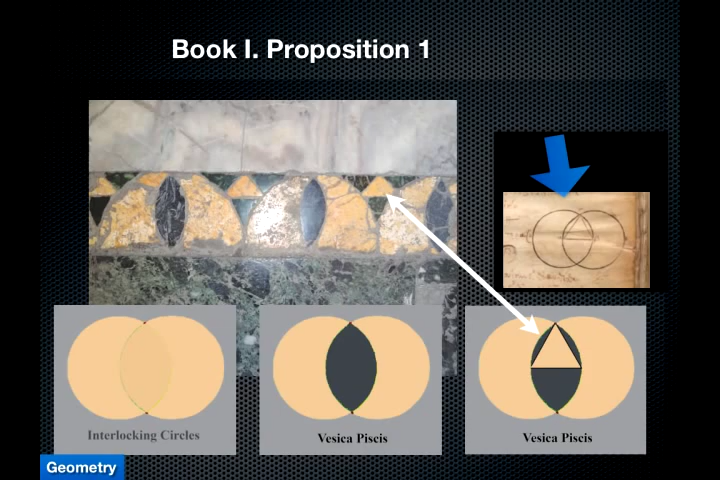 Book I. Proposition 1
Interlocking Circles
Vesica Piscis
Vesica Piscis
Geometry